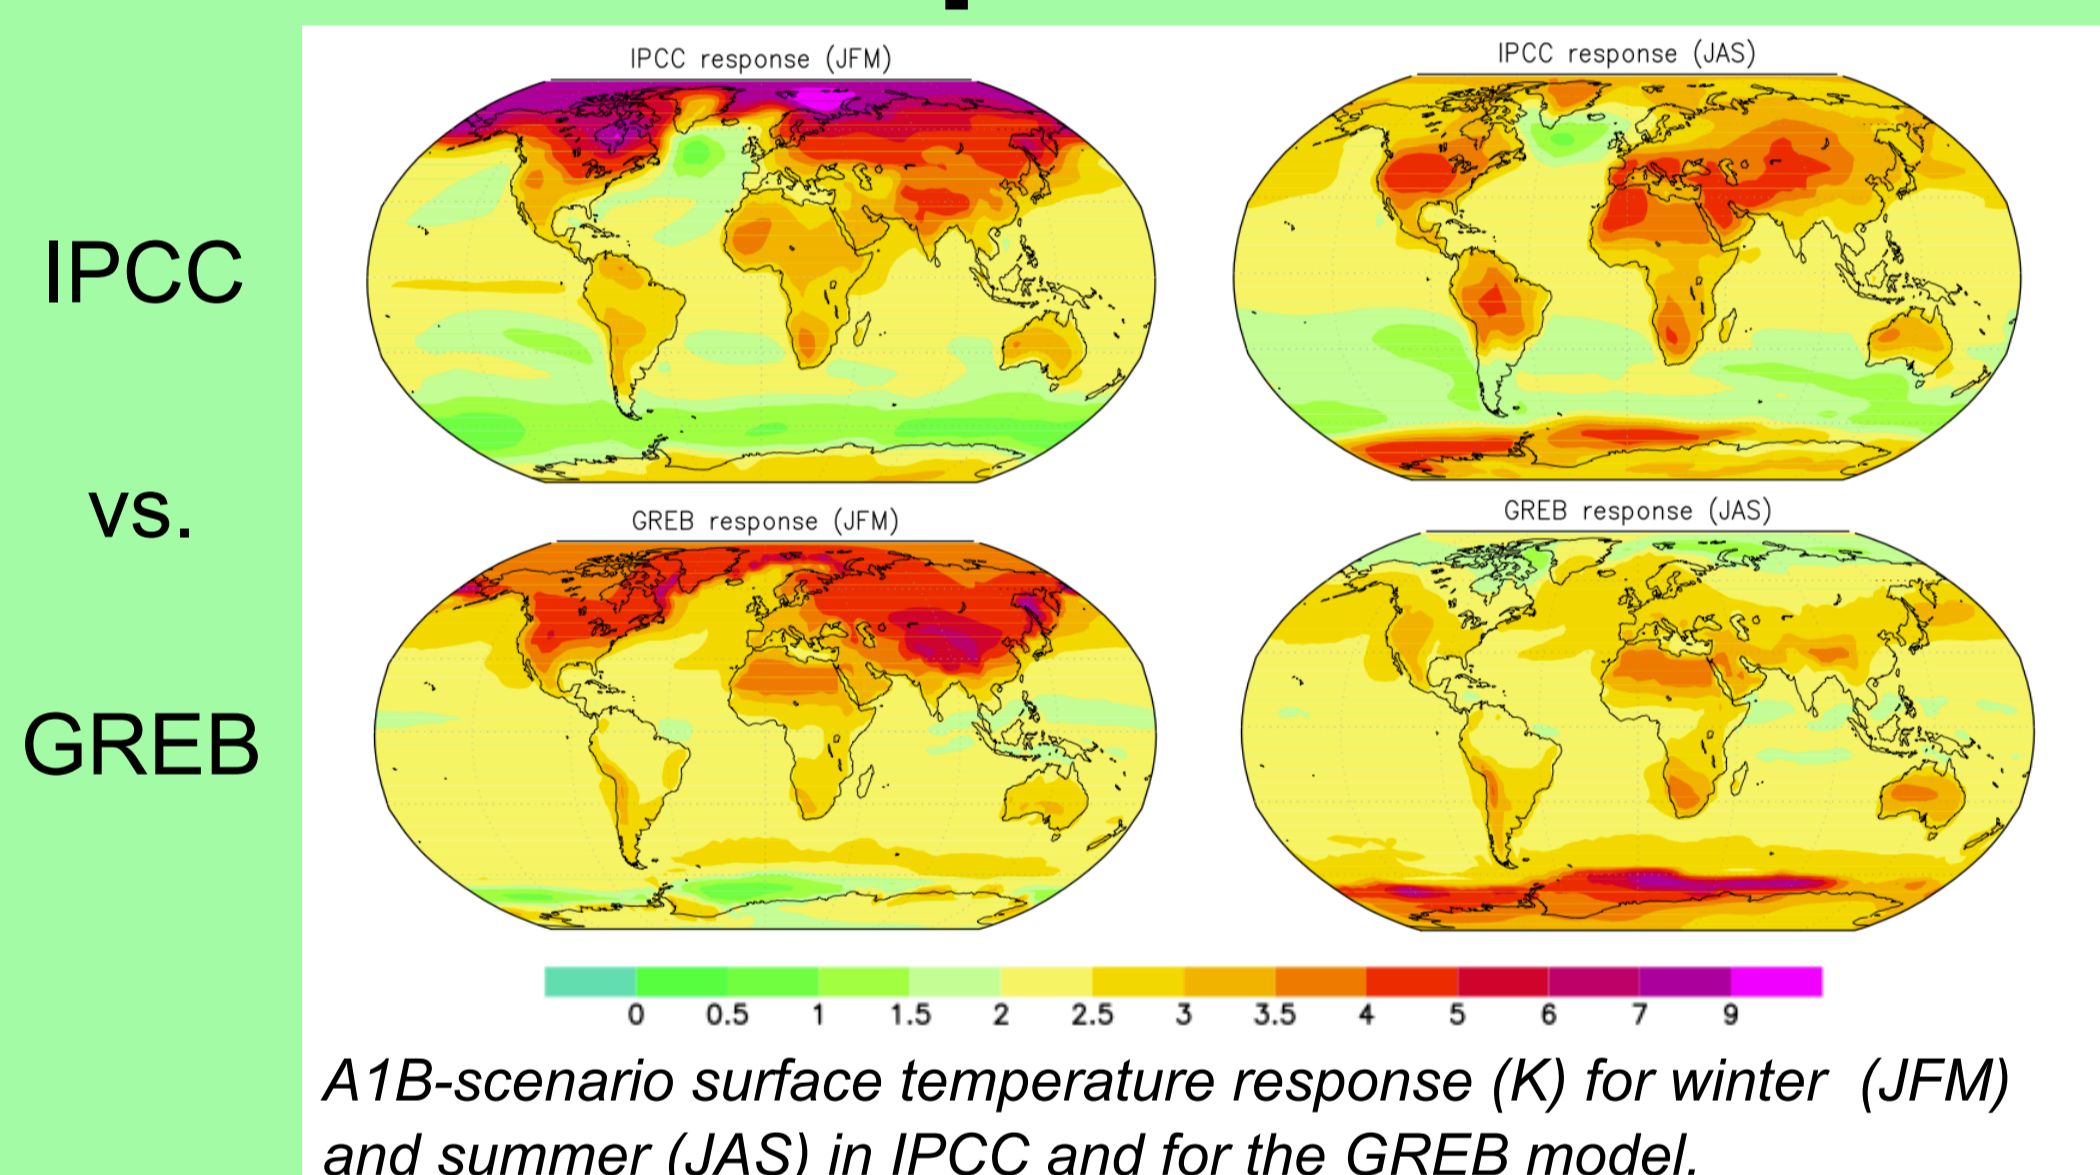 IPCC response (JFM)
IPCC response (JAS)
IPCC
vs.
GREB
GREB response (JFM)
GREB response (JAS)
0 0.5 1 1.5 2 2.5 3 3.5 4 5 6 7 9
A1B-scenario surface temperature response (K) for winter (JFM)
and summer (JAS) in IPCC and for the GREB model.